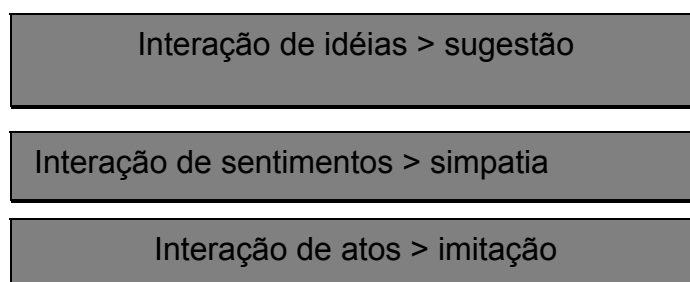 Interação de idéias > sugestão
Interação de sentimentos > simpatia
Interação de atos > imitação